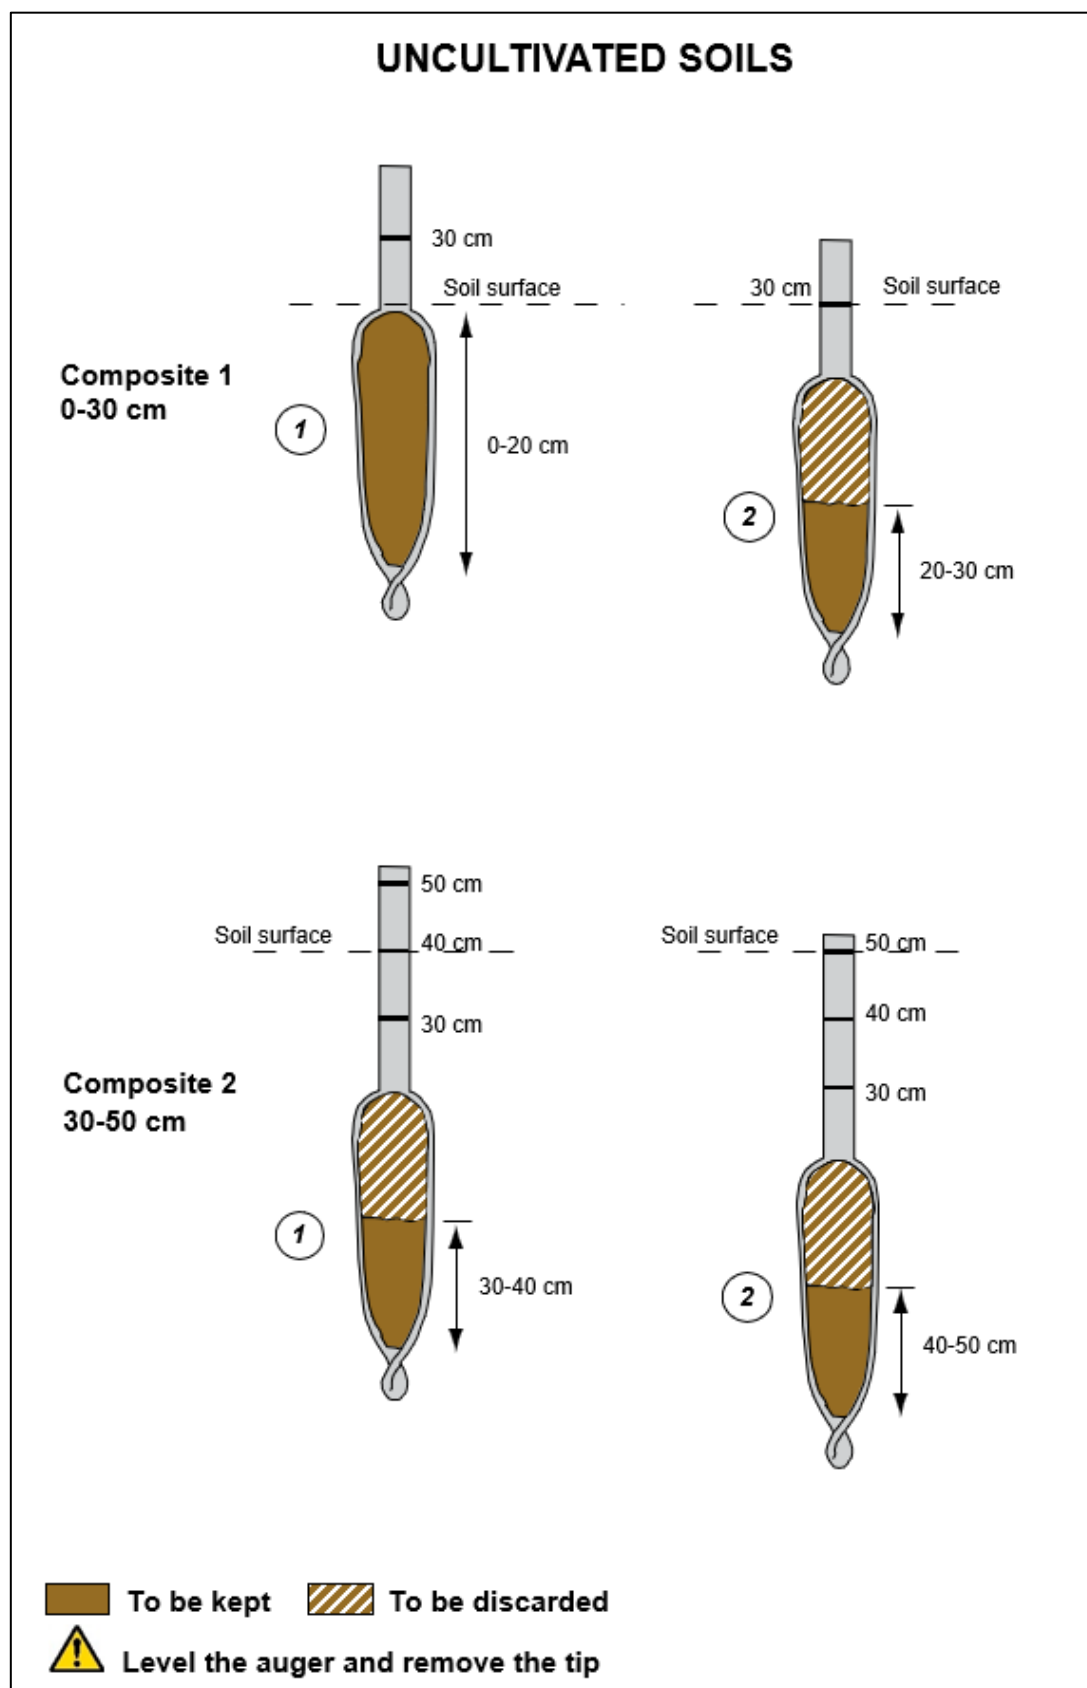 UNCULTIVATED SOILS
30 cm
Soil surface
30 cm
Soil surface
Composite 1
0-30 cm
1
0-20 cm
2
20-30 cm
50 cm
Soil surface
40 cm
30 cm
Soil surface
50 cm
40 cm
30 cm
Composite 2
30-50 cm
1
30-40 cm
2
40-50 cm
To be kept
To be discarded
! Level the auger and remove the tip